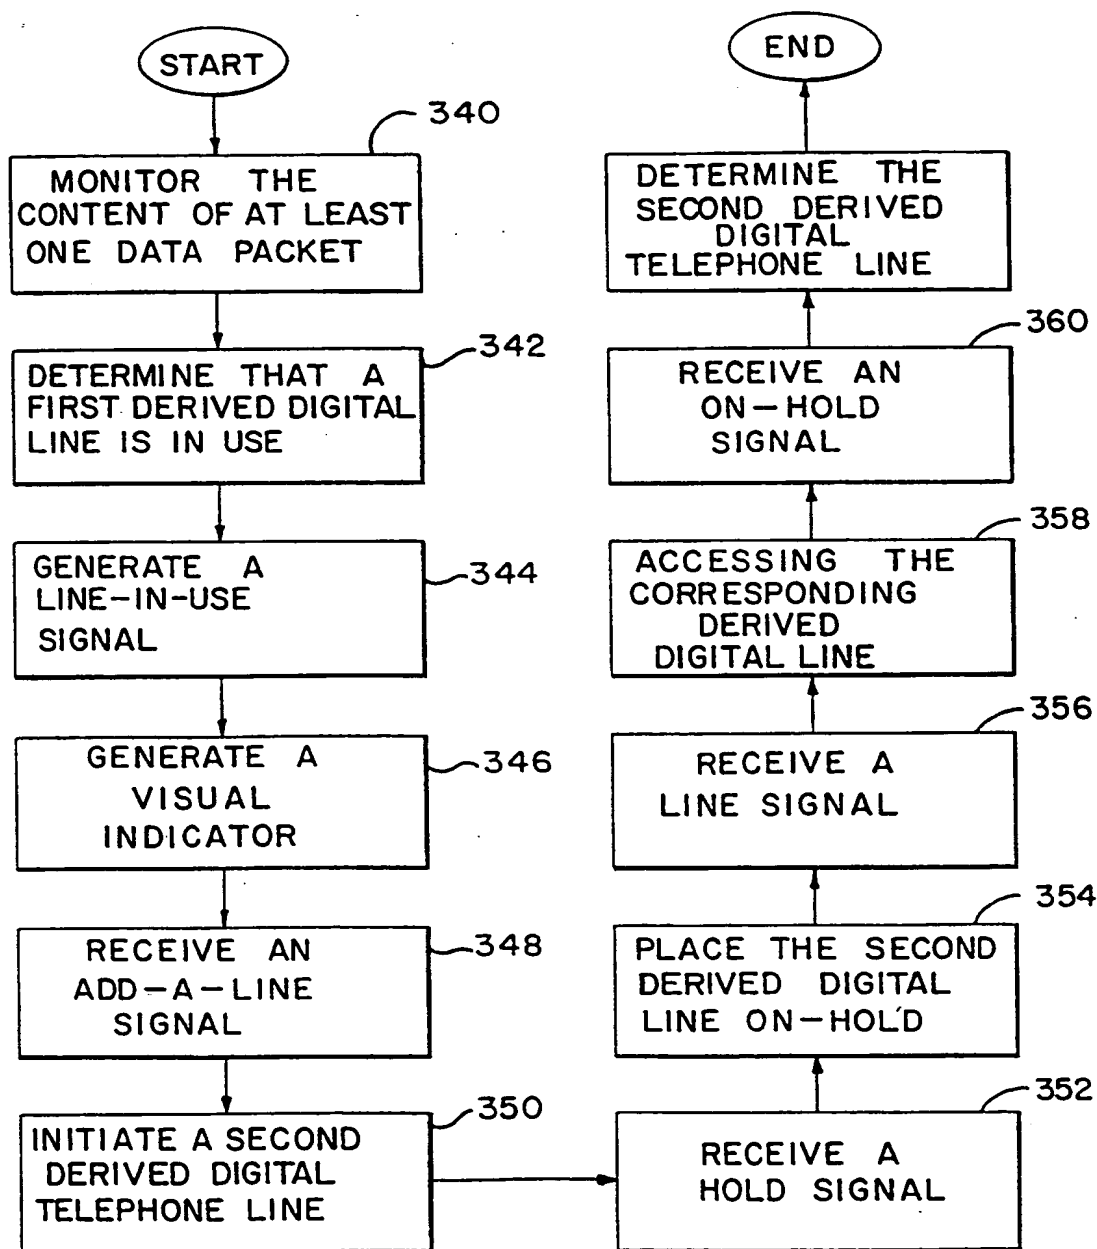 START
340
MONITOR THE
CONTENT OF AT LEAST
ONE DATA PACKET
342
DETERMINE THAT A
FIRST DERIVED DIGITAL
LINE IS IN USE
344
GENERATE A
LINE-IN-USE
SIGNAL
346
GENERATE A
VISUAL
INDICATOR
348
RECEIVE AN
ADD-A-LINE
SIGNAL
350
INITIATE A SECOND
DERIVED DIGITAL
TELEPHONE LINE
352
RECEIVE A
HOLD SIGNAL
354
PLACE THE SECOND
DERIVED DIGITAL
LINE ON-HOLD
356
RECEIVE A
LINE SIGNAL
358
ACCESSING THE
CORRESPONDING
DERIVED
DIGITAL LINE
360
RECEIVE AN
ON-HOLD
SIGNAL
DETERMINE THE
SECOND DERIVED
DIGITAL
TELEPHONE LINE
END